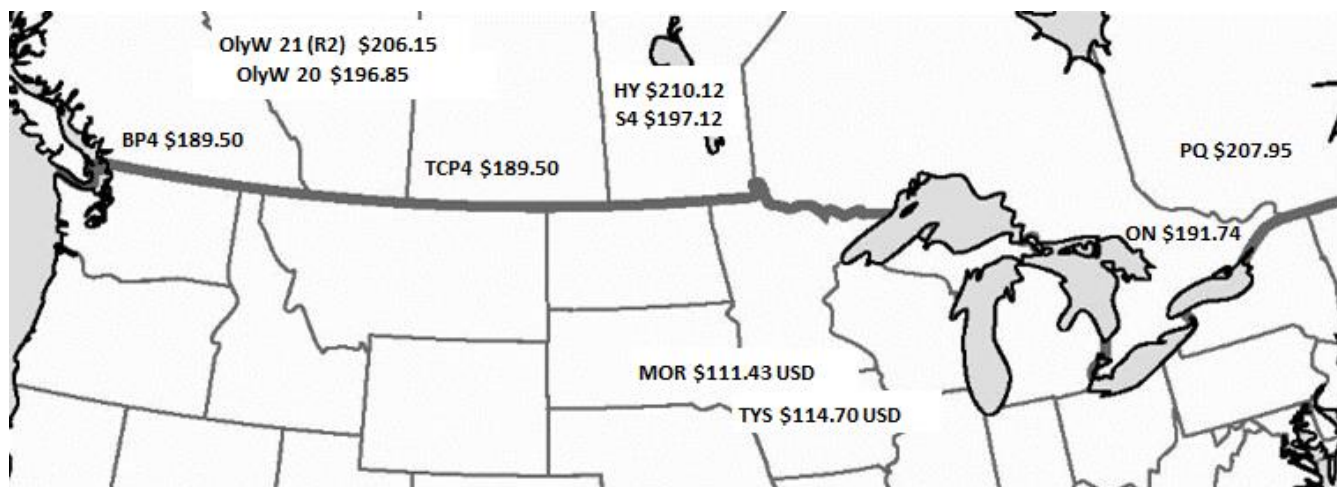 OlyW 21 (R2) $206.15
OlyW 20 $196.85
HY $210.12
S4 $197.12
BP4 $189.50
TCP4 $189.50
PQ $207.95
ON $191.74
MOR $111.43 USD
TYS $114.70 USD